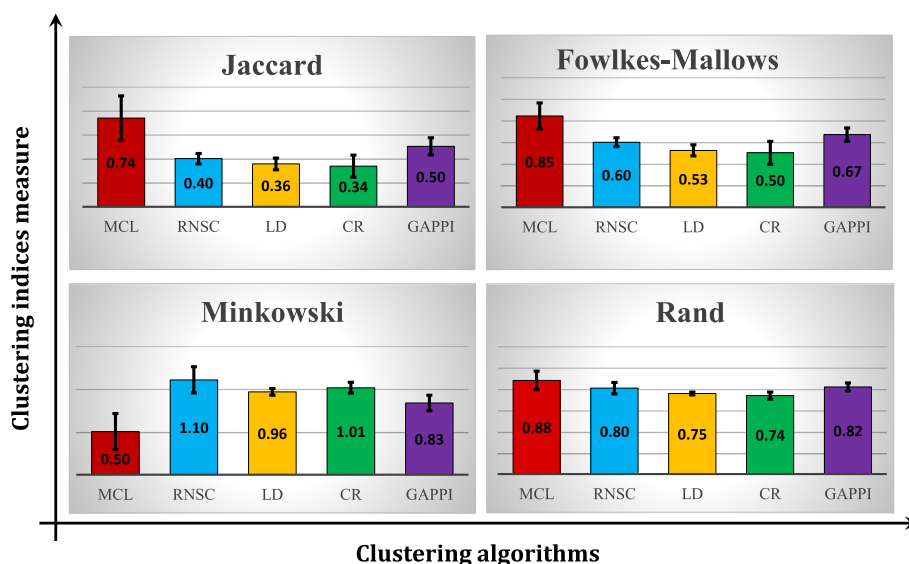 Clustering indices measure
Jaccard
0.74
0.40
0.36
0.34
0.50
MCL RNSC LD CR GAPPI
Fowlkes-Mallows
0.85
0.60
0.53
0.50
0.67
MCL RNSC LD CR GAPPI
Minkowski
0.50
1.10
0.96
1.01
0.83
MCL RNSC LD CR GAPPI
Rand
0.88
0.80
0.75
0.74
0.82
MCL RNSC LD CR GAPPI
Clustering algorithms